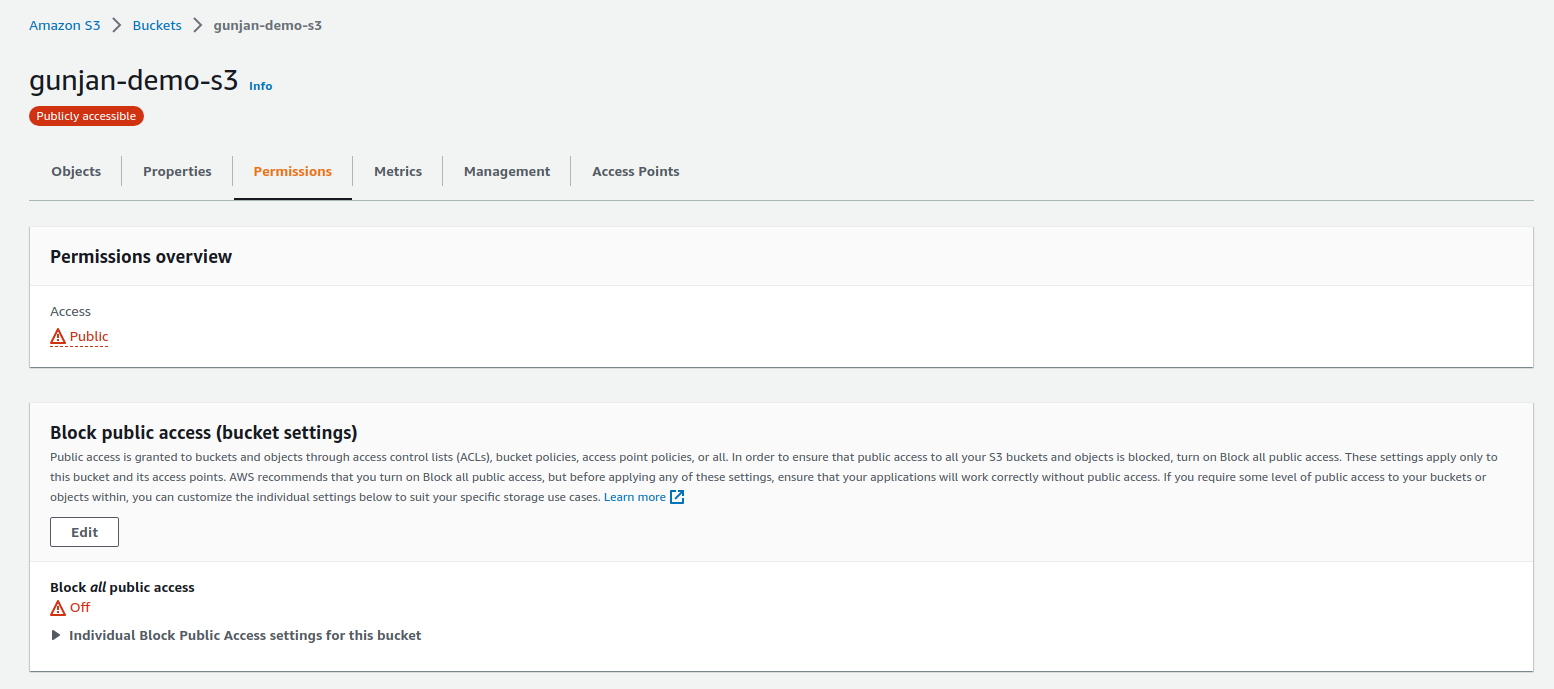 Amazon S3 > Buckets > gunjan-demo-s3
gunjan-demo-s3 Info
Publicly accessible
Objects Properties Permissions Metrics Management Access Points
Permissions overview
Access
Public
Block public access (bucket settings)
Public access is granted to buckets and objects through access control lists (ACLs), bucket policies, access point policies, or all. In order to ensure that public access to all your S3 buckets and objects is blocked, turn on Block all public access. These settings apply only to
this bucket and its access points. AWS recommends that you turn on Block all public access, but before applying any of these settings, ensure that your applications will work correctly without public access. If you require some level of public access to your buckets or
objects within, you can customize the individual settings below to suit your specific storage use cases. Learn more
Edit
Block all public access
Off
Individual Block Public Access settings for this bucket